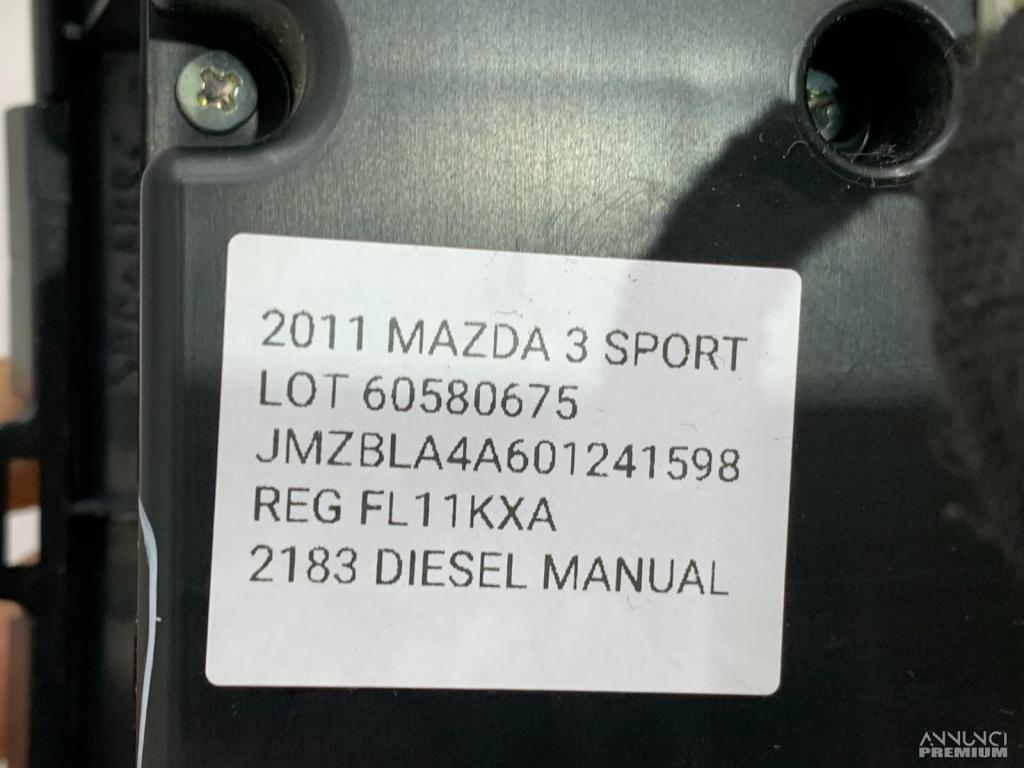 2011 MAZDA 3 SPORT
LOT 60580675
JMZBLA4A601241598
REG FL11KXA
2183 DIESEL MANUAL
ANNUNCI
PREMIUM